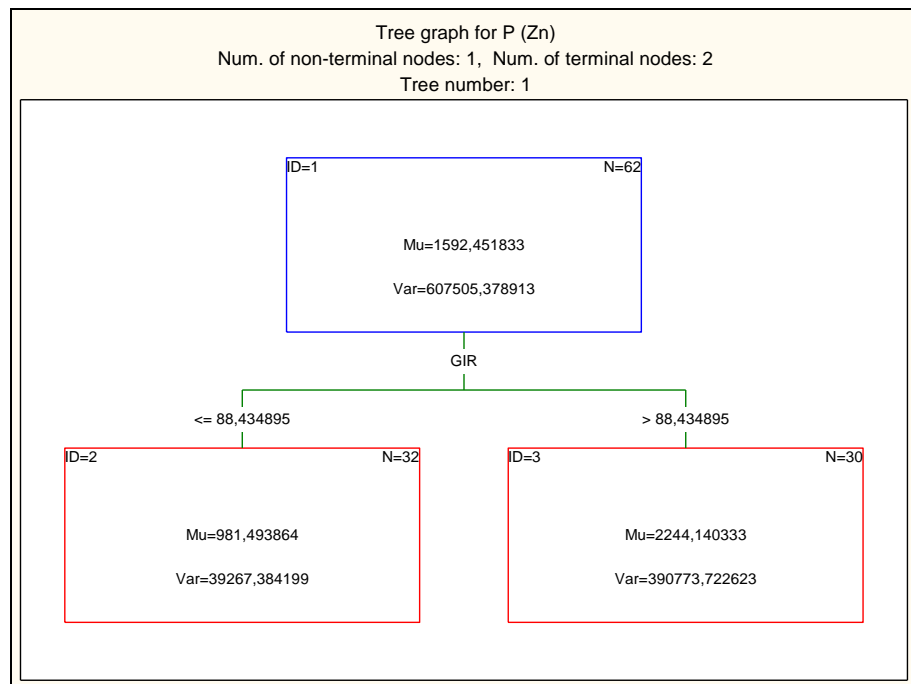 Tree graph for P (Zn)
Num. of non-terminal nodes: 1,  Num. of terminal nodes: 2
Tree number: 1
ID=1 N=62
Mu=1592,451833
Var=607505,378913
GIR
<= 88,434895 > 88,434895
ID=2 N=32 ID=3 N=30
Mu=981,493864 Mu=2244,140333
Var=39267,384199 Var=390773,722623